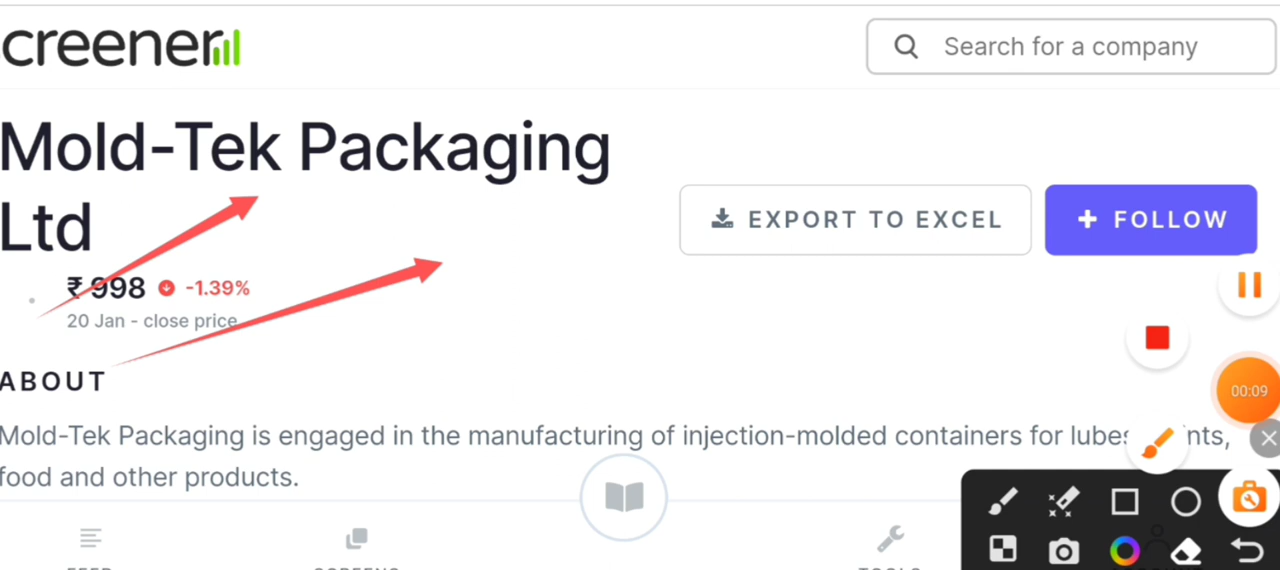 creener
Search for a company
Mold-Tek Packaging
Ltd
EXPORT TO EXCEL
FOLLOW
₹ 998 -1.39%
20 Jan - close price
00:09
ABOUT
Mold-Tek Packaging is engaged in the manufacturing of injection-molded containers for lubes nts,
food and other products.